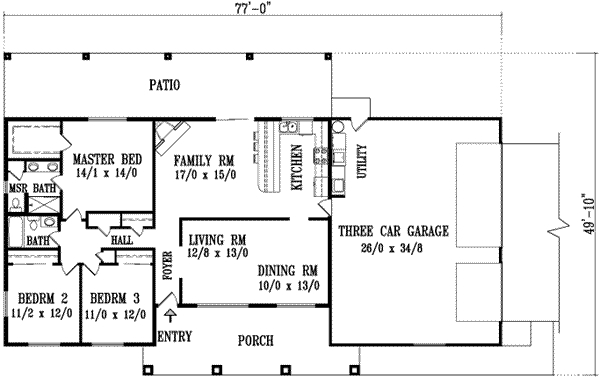 77'-0"
PATIO
MASTER BED
14/1 x 14/0
FAMILY RM
17/0 x 15/0
KITCHEN
UTILITY
MSR BATH
BATH
HALL
FOYER
LIVING RM
12/8 x 13/0
DINING RM
10/0 x 13/0
THREE CAR GARAGE
26/0 x 34/8
49'-10"
BEDRM 2
11/2 x 12/0
BEDRM 3
11/0 x 12/0
ENTRY
PORCH